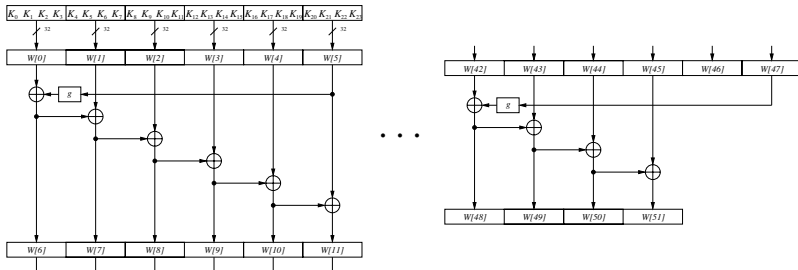 K0 K1 K2 K3 K4 K5 K6 K7 K8 K9 K10 K11 K12 K13 K14 K15 K16 K17 K18 K19 K20 K21 K22 K23
32 32 32 32 32 32
W[0] W[1] W[2] W[3] W[4] W[5]
g
W[6] W[7] W[8] W[9] W[10] W[11]
. . .
W[42] W[43] W[44] W[45] W[46] W[47]
g
W[48] W[49] W[50] W[51]